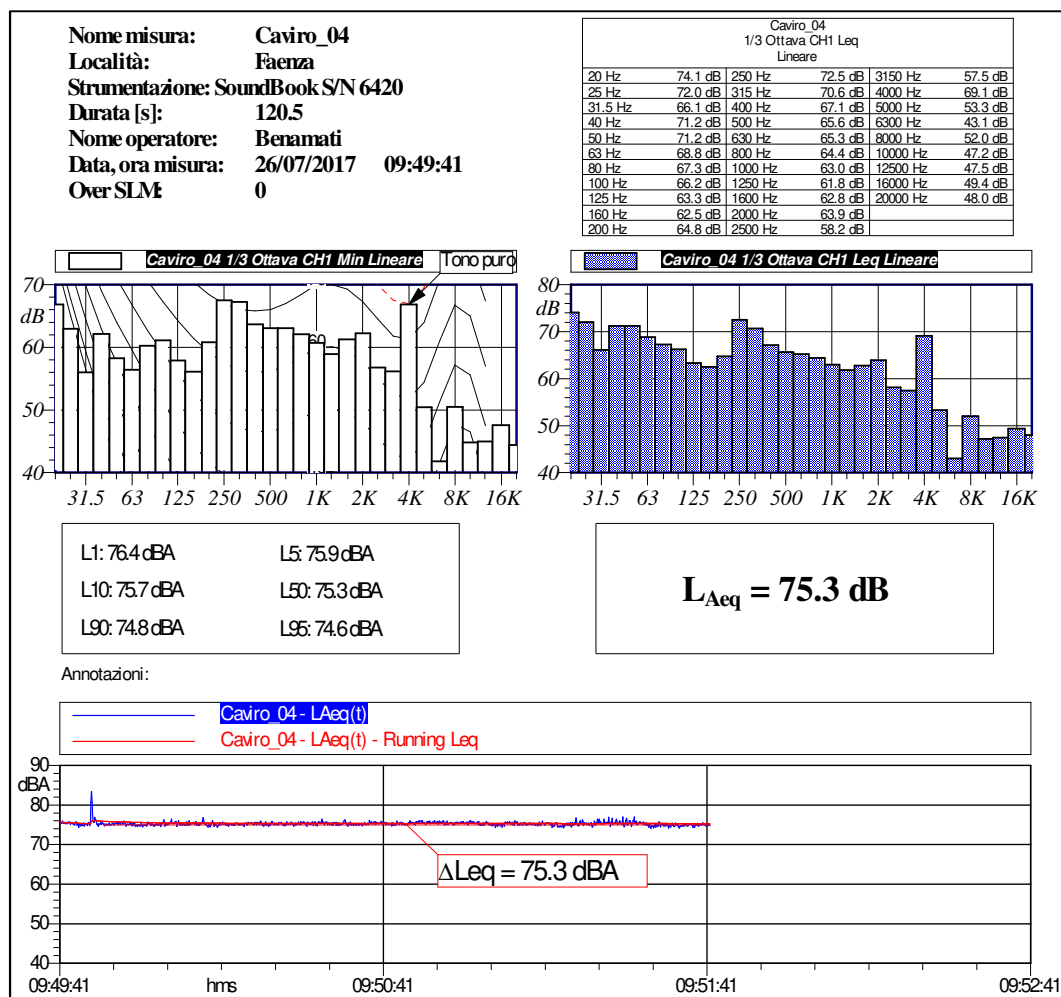 Nome misura: Caviro_04
Località: Faenza
Strumentazione: SoundBook S/N 6420
Durata [s]: 120.5
Nome operatore: Benamati
Data, ora misura: 26/07/2017 09:49:41
Over SLM: 0
Caviro_04
1/3 Ottava CH1 Leq
Lineare
20 Hz 74.1 dB 250 Hz 72.5 dB 3150 Hz 57.5 dB
25 Hz 72.0 dB 315 Hz 70.6 dB 4000 Hz 69.1 dB
31.5 Hz 66.1 dB 400 Hz 67.1 dB 5000 Hz 53.3 dB
40 Hz 71.2 dB 500 Hz 65.6 dB 6300 Hz 43.1 dB
50 Hz 71.2 dB 630 Hz 65.3 dB 8000 Hz 52.0 dB
63 Hz 68.8 dB 800 Hz 64.4 dB 10000 Hz 47.2 dB
80 Hz 67.3 dB 1000 Hz 63.0 dB 12500 Hz 47.5 dB
100 Hz 66.2 dB 1250 Hz 61.8 dB 16000 Hz 49.4 dB
125 Hz 63.3 dB 1600 Hz 62.8 dB 20000 Hz 48.0 dB
160 Hz 62.5 dB 2000 Hz 63.9 dB
200 Hz 64.8 dB 2500 Hz 58.2 dB
Caviro_04 1/3 Ottava CH1 Min Lineare
Tono puro
70
dB
60
50
40
60
31.5 63 125 250 500 1K 2K 4K 8K 16K
Caviro_04 1/3 Ottava CH1 Leq Lineare
80
dB
70
60
50
40
31.5 63 125 250 500 1K 2K 4K 8K 16K
L1: 76.4 dBA L5: 75.9 dBA
L10: 75.7 dBA L50: 75.3 dBA
L90: 74.8 dBA L95: 74.6 dBA
LAeq = 75.3 dB
Annotazioni:
Caviro_04 - LAeq(t)
Caviro_04 - LAeq(t) - Running Leq
90
dBA
80
70
60
50
40
ΔLeq = 75.3 dBA
09:49:41 hms 09:50:41 09:51:41 09:52:41